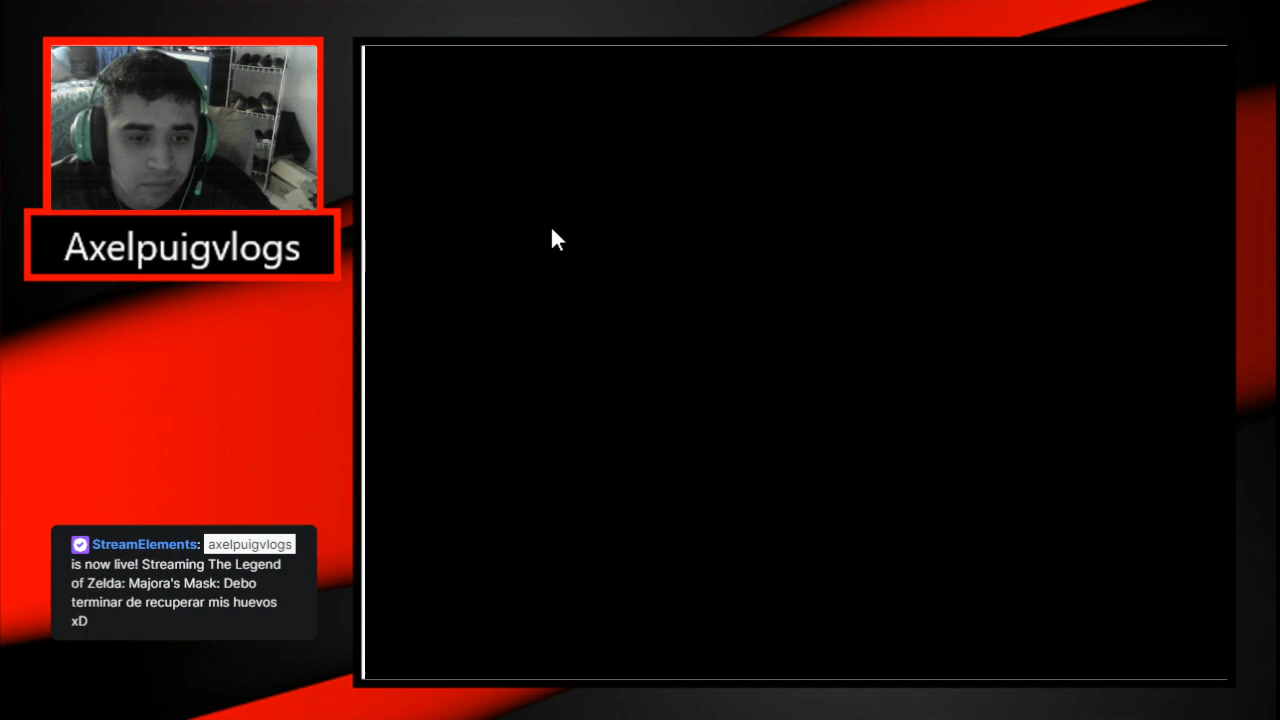 Axelpuigvlogs
StreamElements: axelpuigvlogs
is now live! Streaming The Legend
of Zelda: Majora's Mask: Debo
terminar de recuperar mis huevos
xD